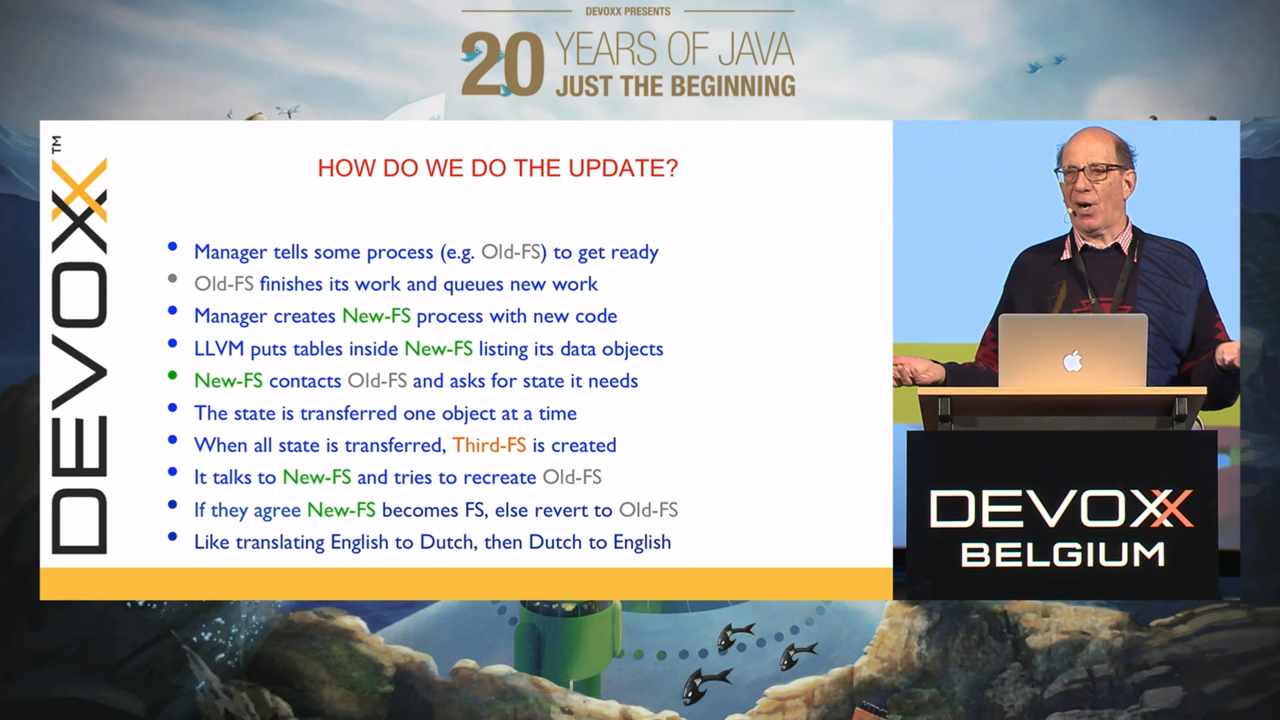 DEVOXX PRESENTS
20 YEARS OF JAVA
JUST THE BEGINNING
DEVOXX™
HOW DO WE DO THE UPDATE?
• Manager tells some process (e.g. Old-FS) to get ready
• Old-FS finishes its work and queues new work
• Manager creates New-FS process with new code
• LLVM puts tables inside New-FS listing its data objects
• New-FS contacts Old-FS and asks for state it needs
• The state is transferred one object at a time
• When all state is transferred, Third-FS is created
• It talks to New-FS and tries to recreate Old-FS
• If they agree New-FS becomes FS, else revert to Old-FS
• Like translating English to Dutch, then Dutch to English
DEVOXX
BELGIUM